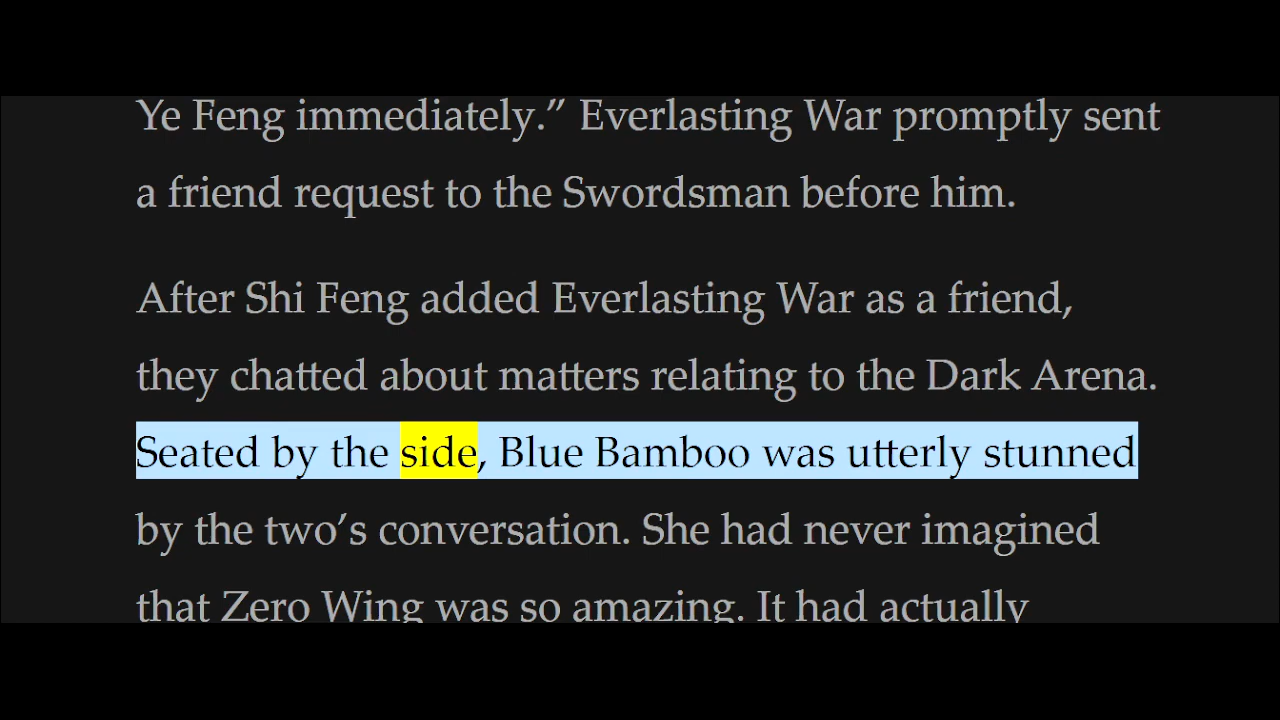 Ye Feng immediately.” Everlasting War promptly sent
a friend request to the Swordsman before him.
After Shi Feng added Everlasting War as a friend,
they chatted about matters relating to the Dark Arena.
Seated by the side, Blue Bamboo was utterly stunned
by the two’s conversation. She had never imagined
that Zero Wing was so amazing. It had actually